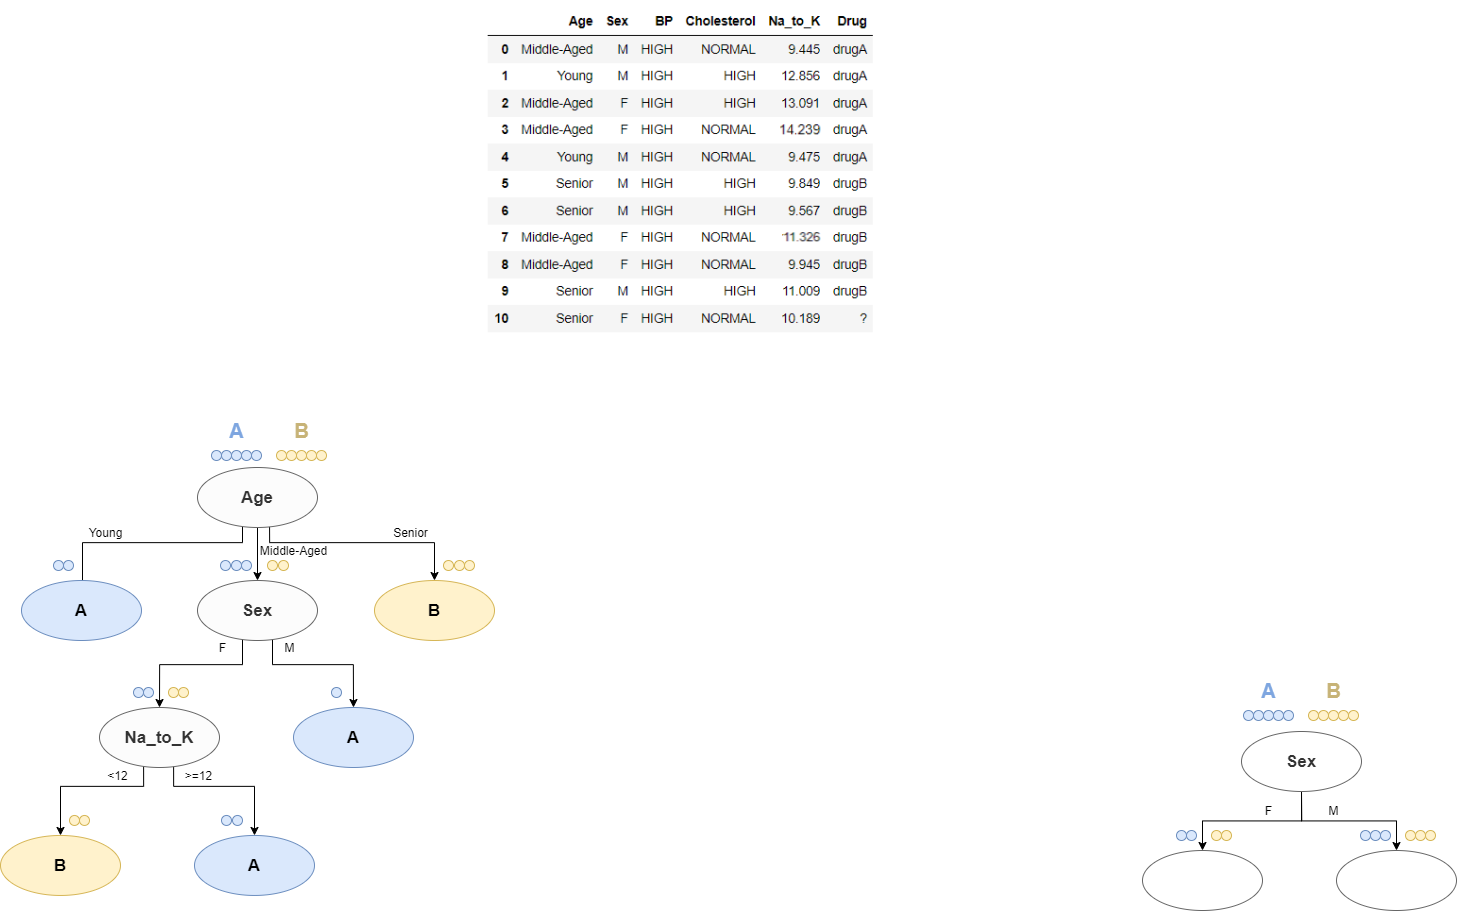 Age Sex BP Cholesterol Na_to_K Drug
0 Middle-Aged M HIGH NORMAL 9.445 drugA
1 Young M HIGH HIGH 12.856 drugA
2 Middle-Aged F HIGH HIGH 13.091 drugA
3 Middle-Aged F HIGH NORMAL 14.239 drugA
4 Young M HIGH NORMAL 9.475 drugA
5 Senior M HIGH HIGH 9.849 drugB
6 Senior M HIGH HIGH 9.567 drugB
7 Middle-Aged F HIGH NORMAL 11.326 drugB
8 Middle-Aged F HIGH NORMAL 9.945 drugB
9 Senior M HIGH HIGH 11.009 drugB
10 Senior F HIGH NORMAL 10.189 ?
A B
Age
Young
Middle-Aged
Senior
A
Sex
B
F M
Na_to_K
A
<12 >=12
B
A
A B
Sex
F M